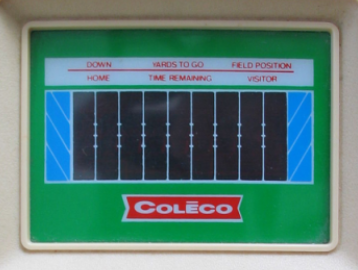 DOWN YARDS TO GO FIELD POSITION
HOME TIME REMAINING VISITOR
COLECO